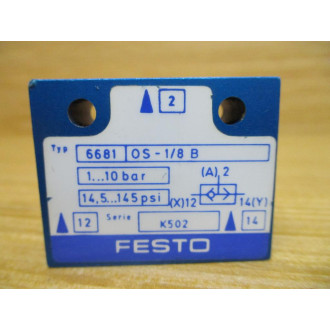 2
Typ 6681 OS-1/8 B
1...10 bar (A) 2
14,5...145 psi (X)12 14(Y)
12 Serie K502 14
FESTO